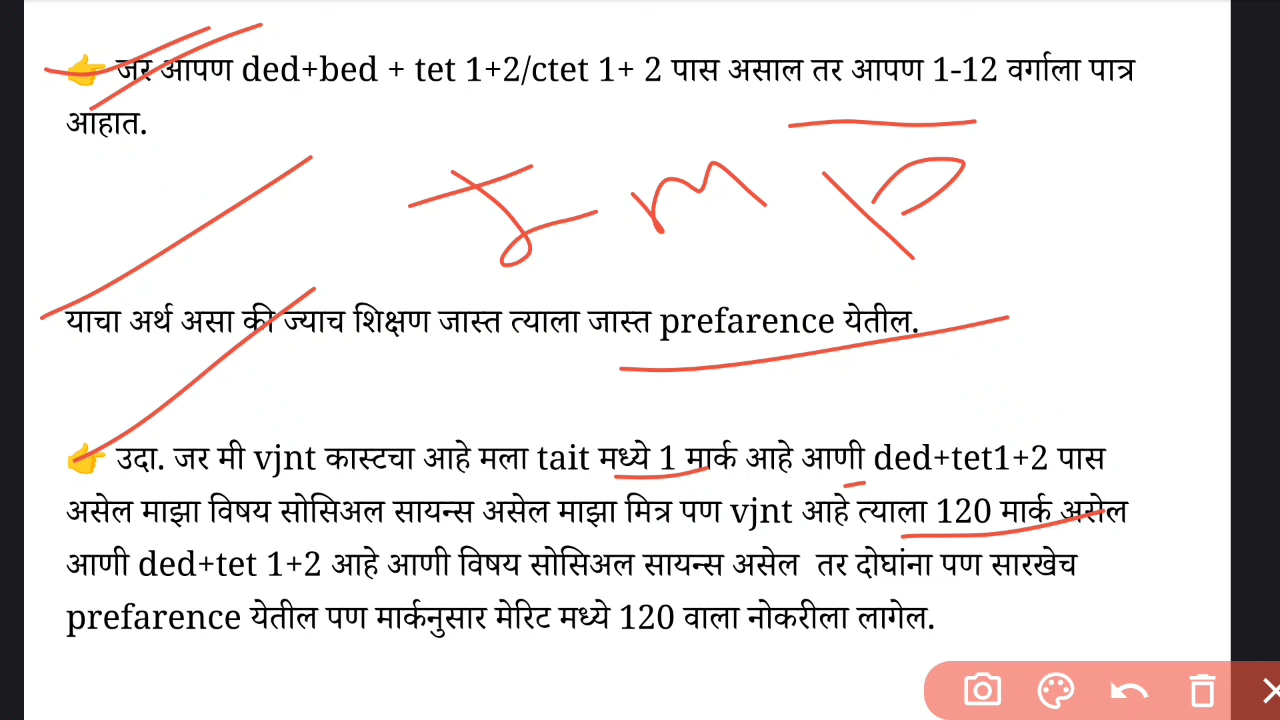 👉 जर आपण ded+bed + tet 1+2/ctet 1+ 2 पास असाल तर आपण 1-12 वर्गाला पात्र
आहात.
IMP
याचा अर्थ असा की ज्याच शिक्षण जास्त त्याला जास्त prefarence येतील.
👉 उदा. जर मी vjnt कास्टचा आहे मला tait मध्ये 1 मार्क आहे आणी ded+tet1+2 पास
असेल माझा विषय सोसिअल सायन्स असेल माझा मित्र पण vjnt आहे त्याला 120 मार्क असेल
आणी ded+tet 1+2 आहे आणी विषय सोसिअल सायन्स असेल तर दोघांना पण सारखेच
prefarence येतील पण मार्कनुसार मेरिट मध्ये 120 वाला नोकरीला लागेल.